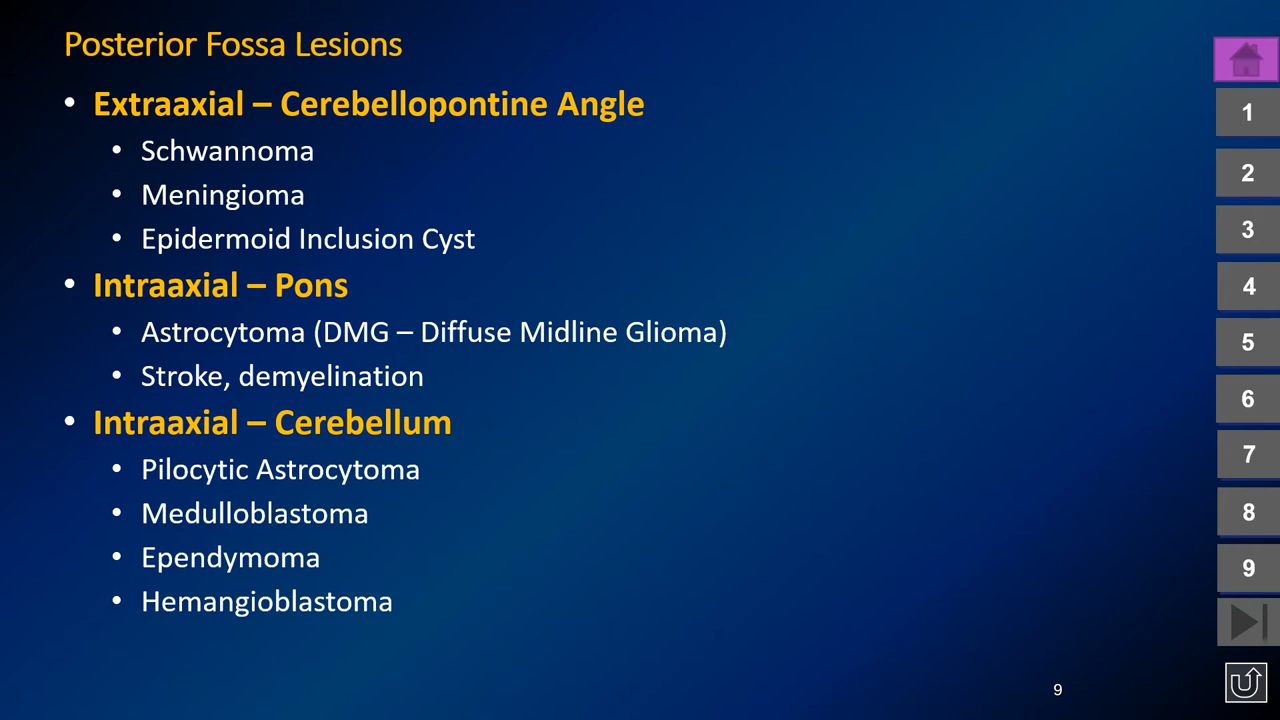 Posterior Fossa Lesions
• Extraaxial – Cerebellopontine Angle
• Schwannoma
• Meningioma
• Epidermoid Inclusion Cyst
• Intraaxial – Pons
• Astrocytoma (DMG – Diffuse Midline Glioma)
• Stroke, demyelination
• Intraaxial – Cerebellum
• Pilocytic Astrocytoma
• Medulloblastoma
• Ependymoma
• Hemangioblastoma
1
2
3
4
5
6
7
8
9
9